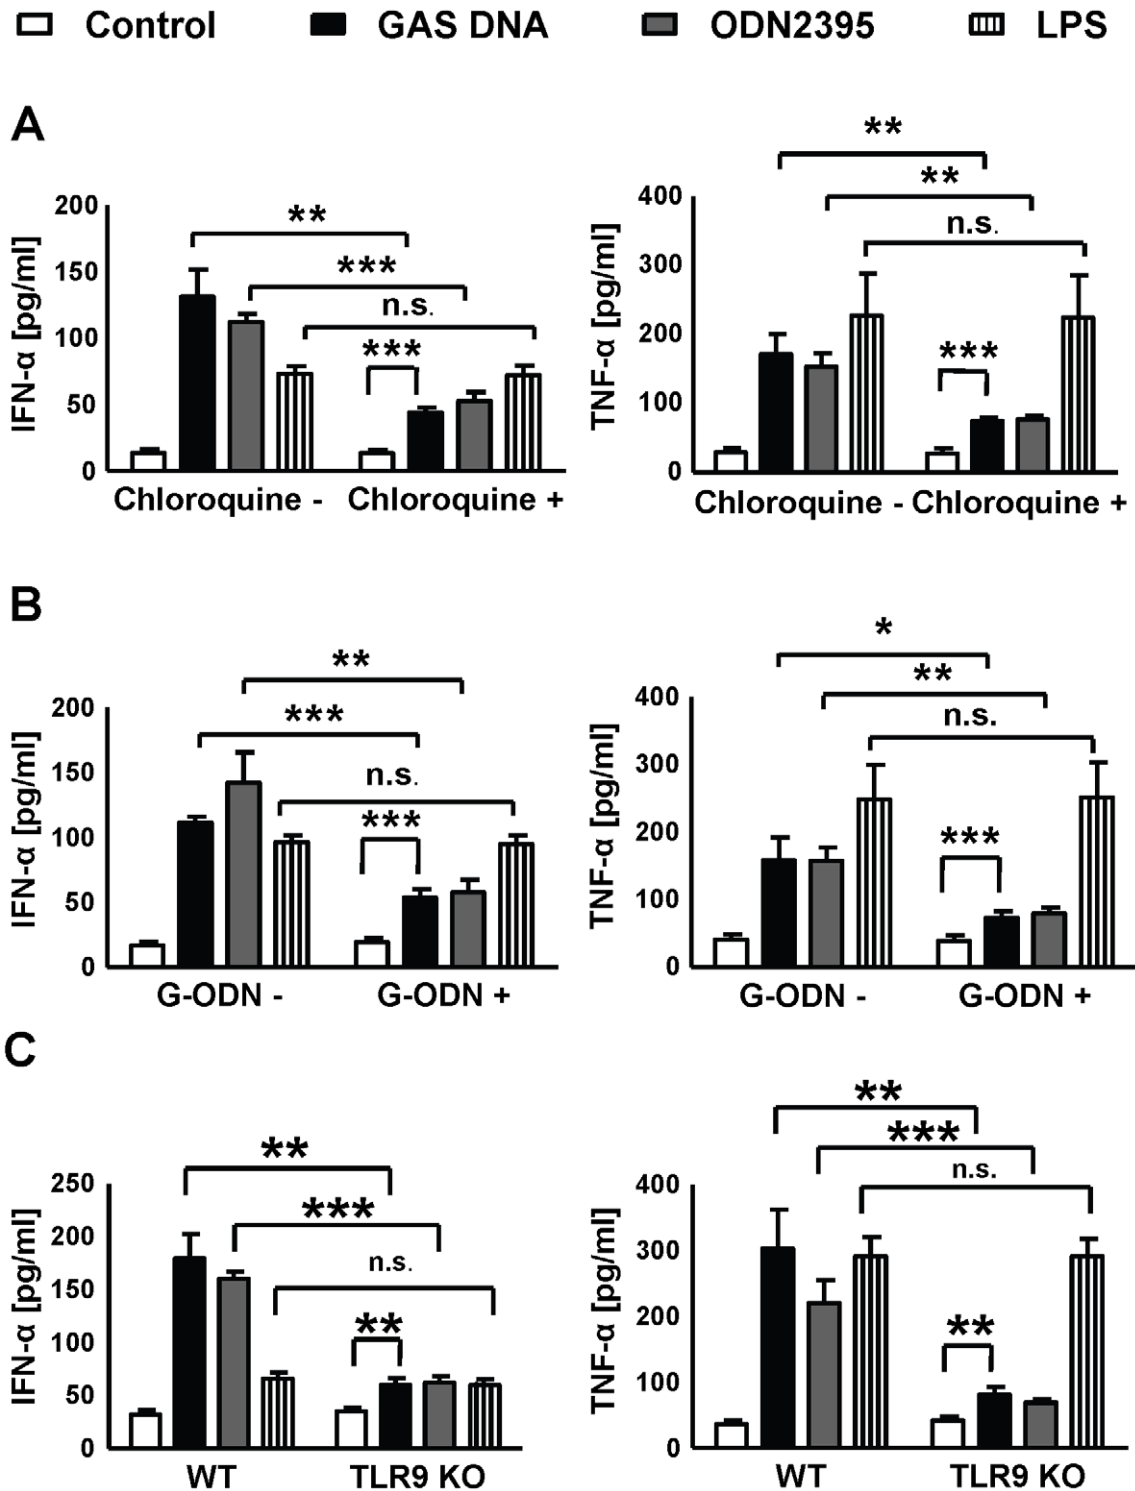 Control GAS DNA ODN2395 LPS
A
IFN-α [pg/ml]
200
150
100
50
0
**
***
n.s.
***
Chloroquine - Chloroquine +
TNF-α [pg/ml]
400
300
200
100
0
**
**
n.s.
***
Chloroquine - Chloroquine +
B
IFN-α [pg/ml]
200
150
100
50
0
**
***
n.s.
***
G-ODN - G-ODN +
TNF-α [pg/ml]
400
300
200
100
0
*
**
n.s.
***
G-ODN - G-ODN +
C
IFN-α [pg/ml]
250
200
150
100
50
0
**
***
n.s.
**
WT TLR9 KO
TNF-α [pg/ml]
400
300
200
100
0
**
***
n.s.
**
WT TLR9 KO